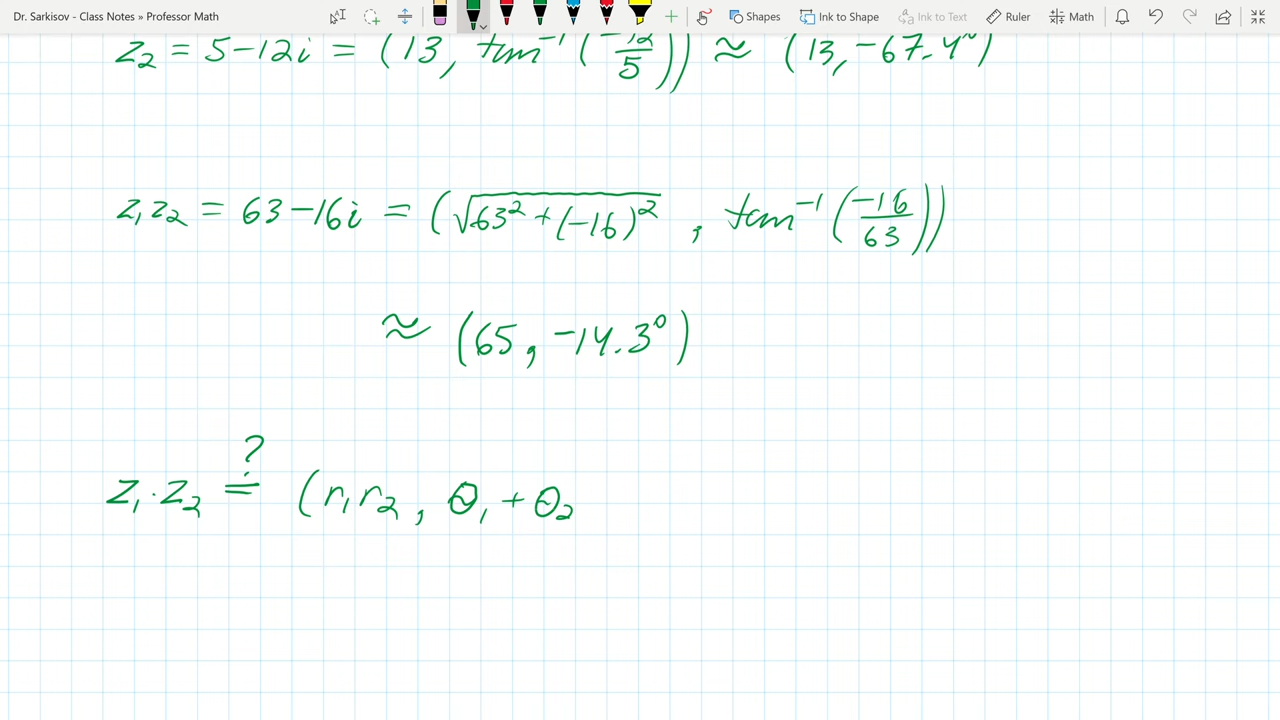 Dr. Sarkisov - Class Notes » Professor Math
Shapes Ink to Shape Ink to Text Ruler Math
z₂ = 5-12i = (13, tan⁻¹(-12/5)) ≈ (13, -67.4°)
z₁z₂ = 63-16i = (√63²+(-16)², tan⁻¹(-16/63))
≈ (65, -14.3°)
?
z₁·z₂ = (r₁r₂, θ₁+θ₂